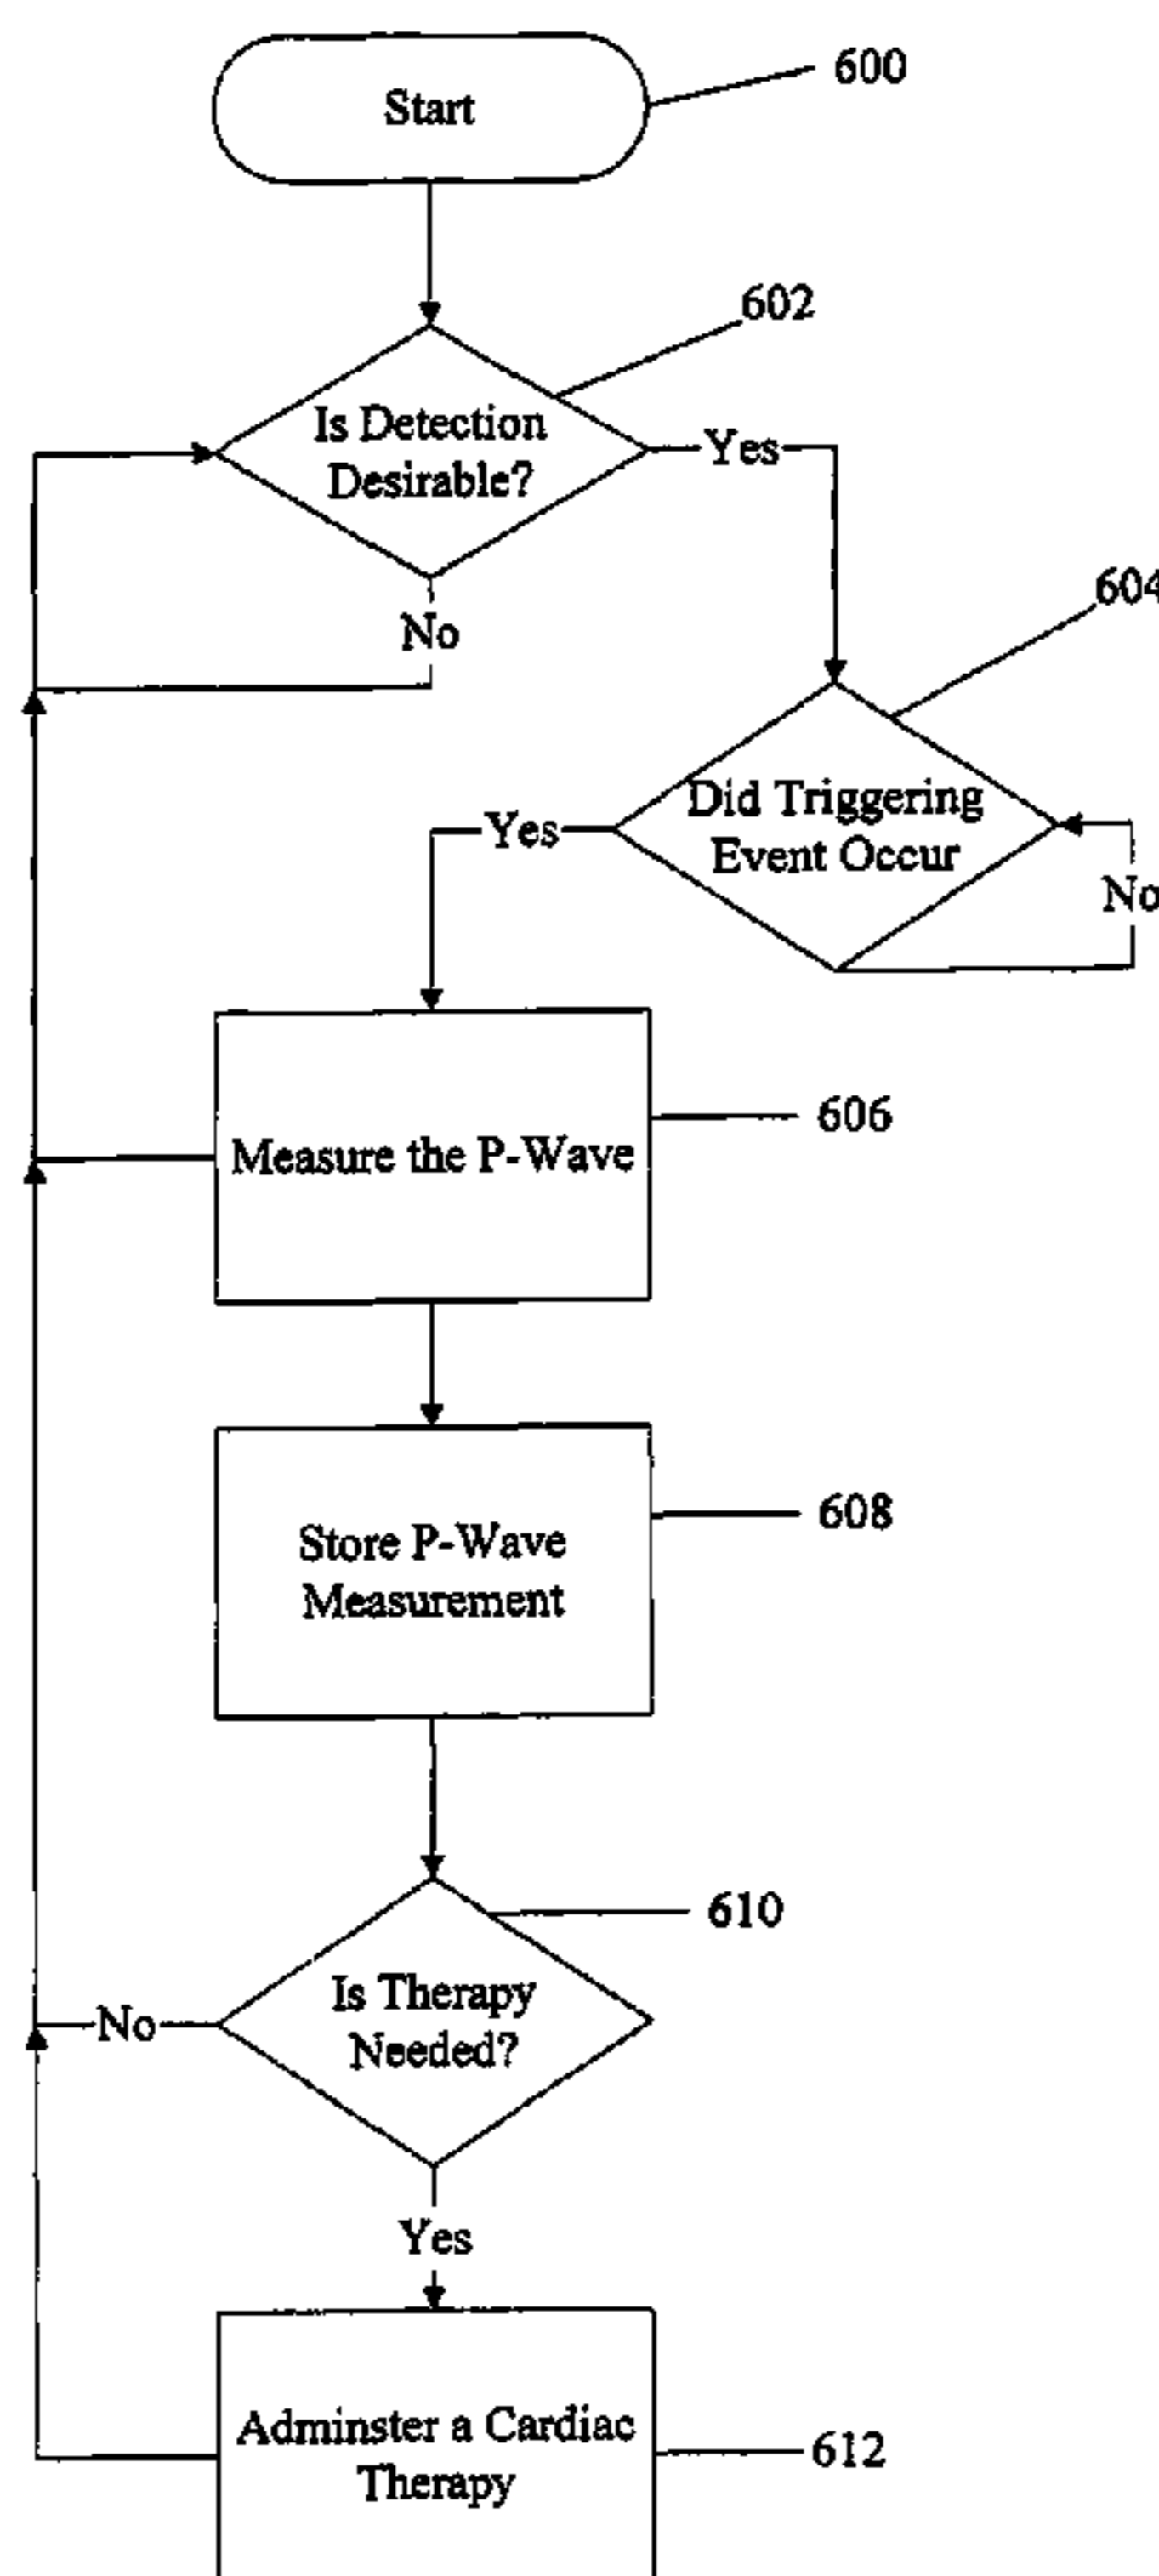 Start
600
602
Is Detection
Desirable?
Yes
No
604
Did Triggering
Event Occur
Yes
No
606
Measure the P-Wave
608
Store P-Wave
Measurement
610
Is Therapy
Needed?
No
Yes
Adminster a Cardiac
Therapy
612